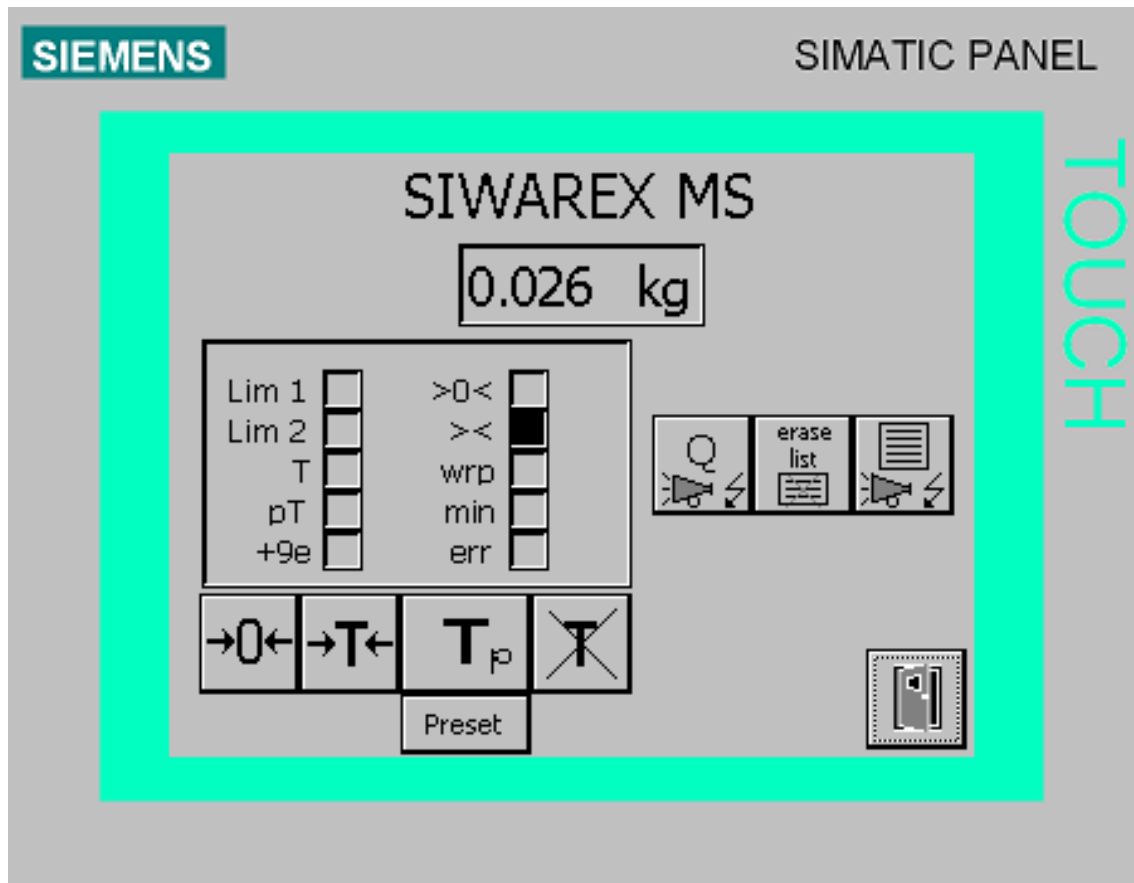 SIEMENS
SIMATIC PANEL
TOUCH
SIWAREX MS
0.026 kg
Lim 1 >0<
Lim 2 ><
T wrp
pT min
+9e err
Q
erase
list
→0← →T← Tp T
Preset